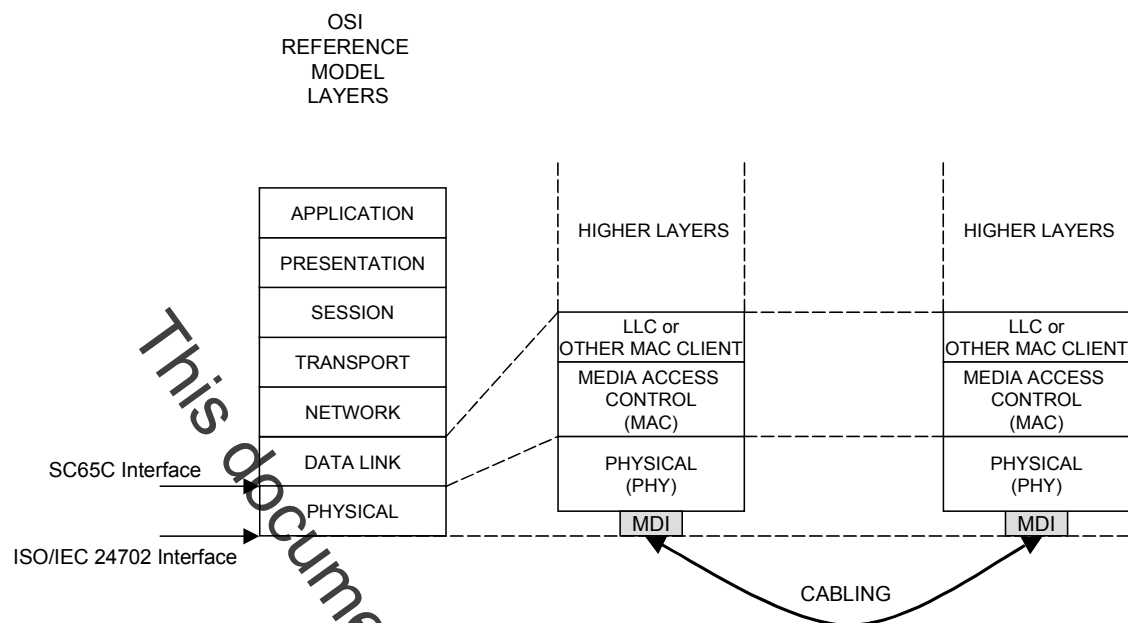 OSI
REFERENCE
MODEL
LAYERS
APPLICATION
PRESENTATION
SESSION
TRANSPORT
NETWORK
DATA LINK
PHYSICAL
SC65C Interface
ISO/IEC 24702 Interface
HIGHER LAYERS
LLC or
OTHER MAC CLIENT
MEDIA ACCESS
CONTROL
(MAC)
PHYSICAL
(PHY)
MDI
HIGHER LAYERS
LLC or
OTHER MAC CLIENT
MEDIA ACCESS
CONTROL
(MAC)
PHYSICAL
(PHY)
MDI
CABLING
This